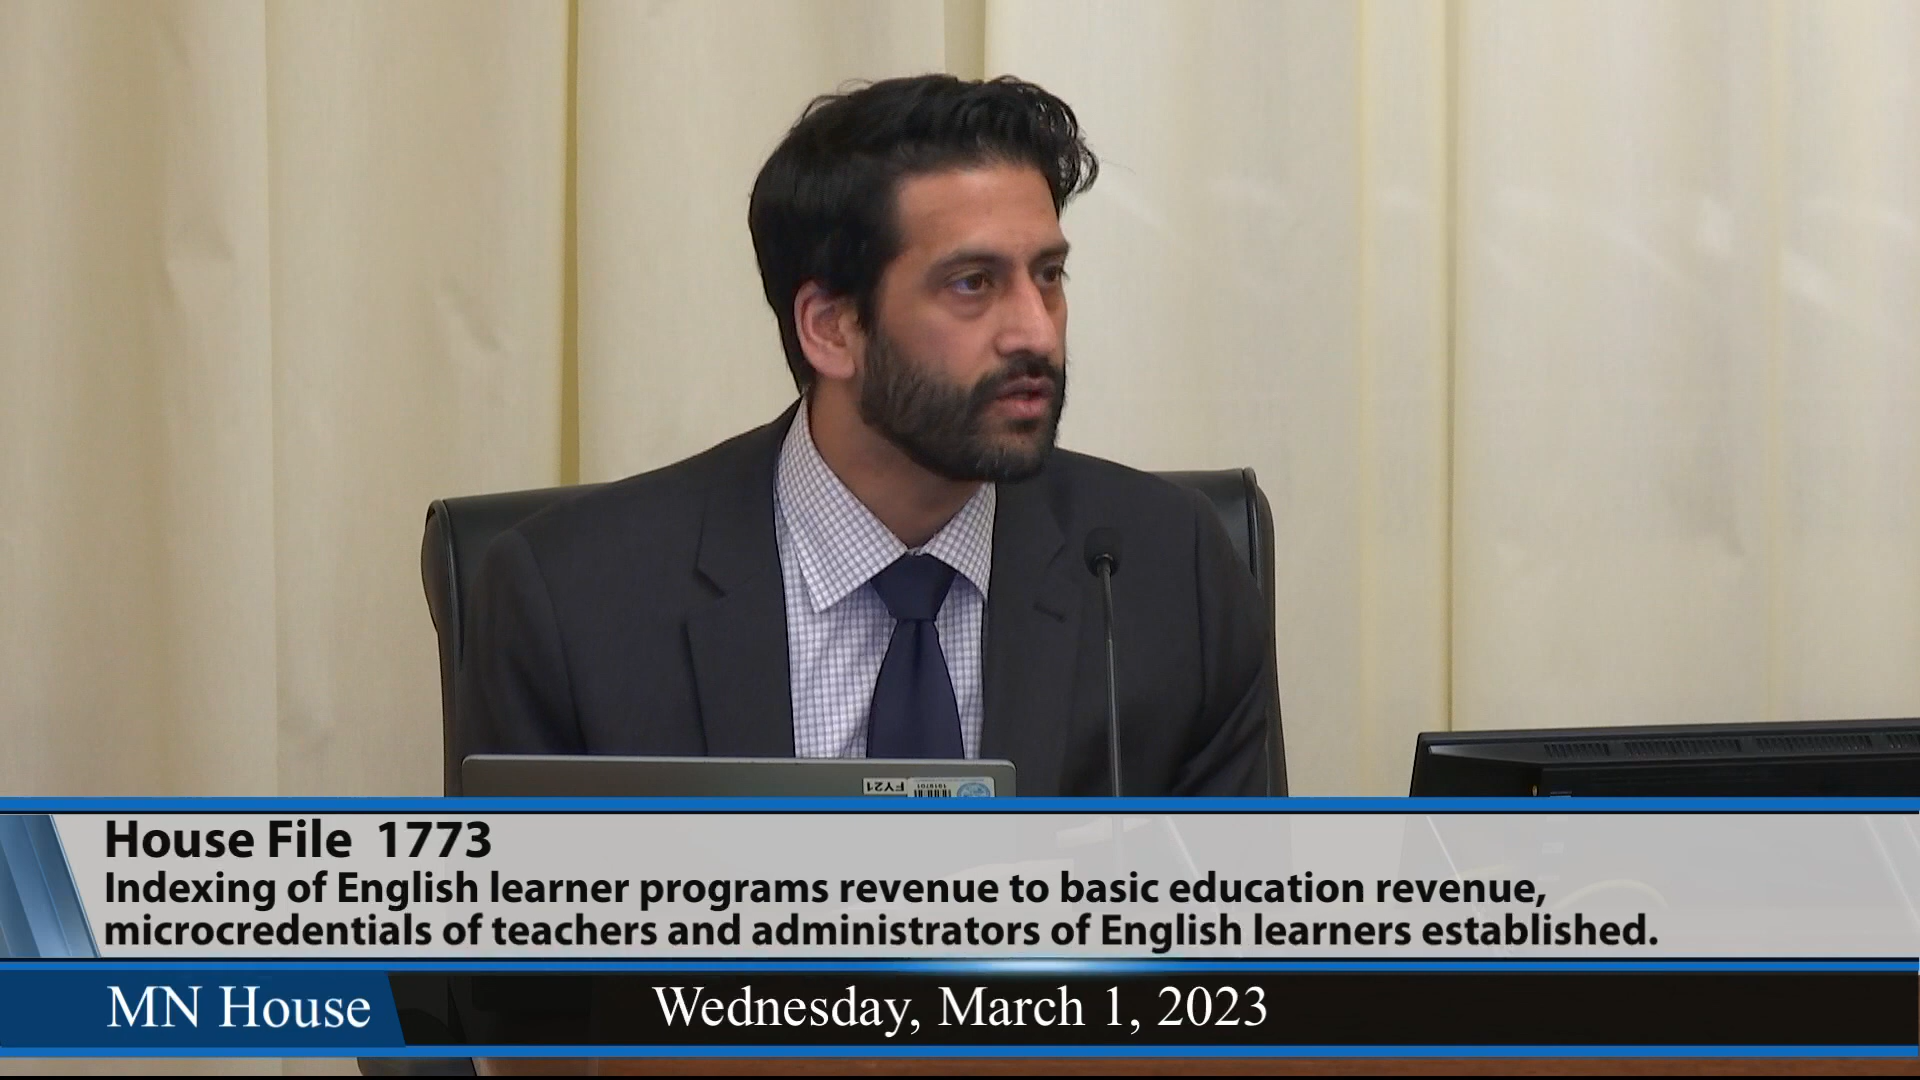 FY21
House File 1773
Indexing of English learner programs revenue to basic education revenue,
microcredentials of teachers and administrators of English learners established.
MN House
Wednesday, March 1, 2023